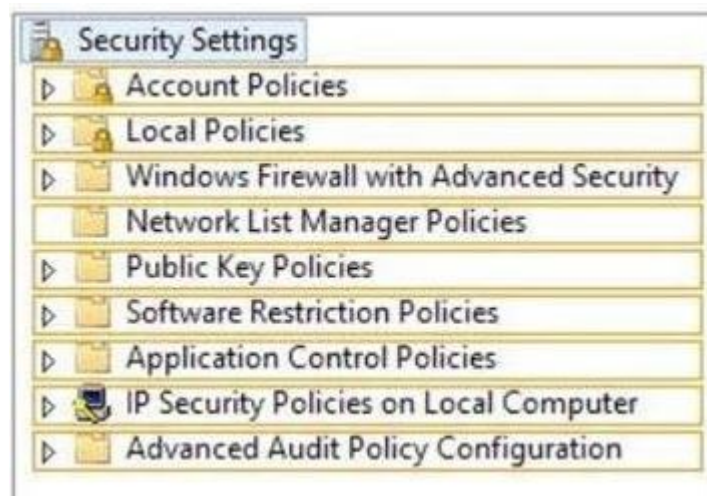 Security Settings
Account Policies
Local Policies
Windows Firewall with Advanced Security
Network List Manager Policies
Public Key Policies
Software Restriction Policies
Application Control Policies
IP Security Policies on Local Computer
Advanced Audit Policy Configuration